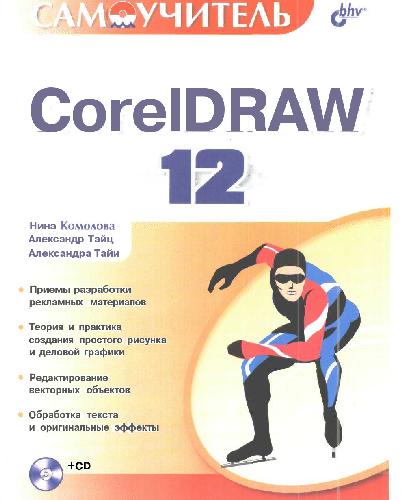 САМОУЧИТЕЛЬ
bhv
CorelDRAW
12
Нина Комолова
Александр Тайц
Александра Тайи
Приемы разработки
рекламных материалов
Теория и практика
создания простого рисунка
и деловой графики
Редактирование
векторных объектов
Обработка текста
и оригинальные эффекты
+CD